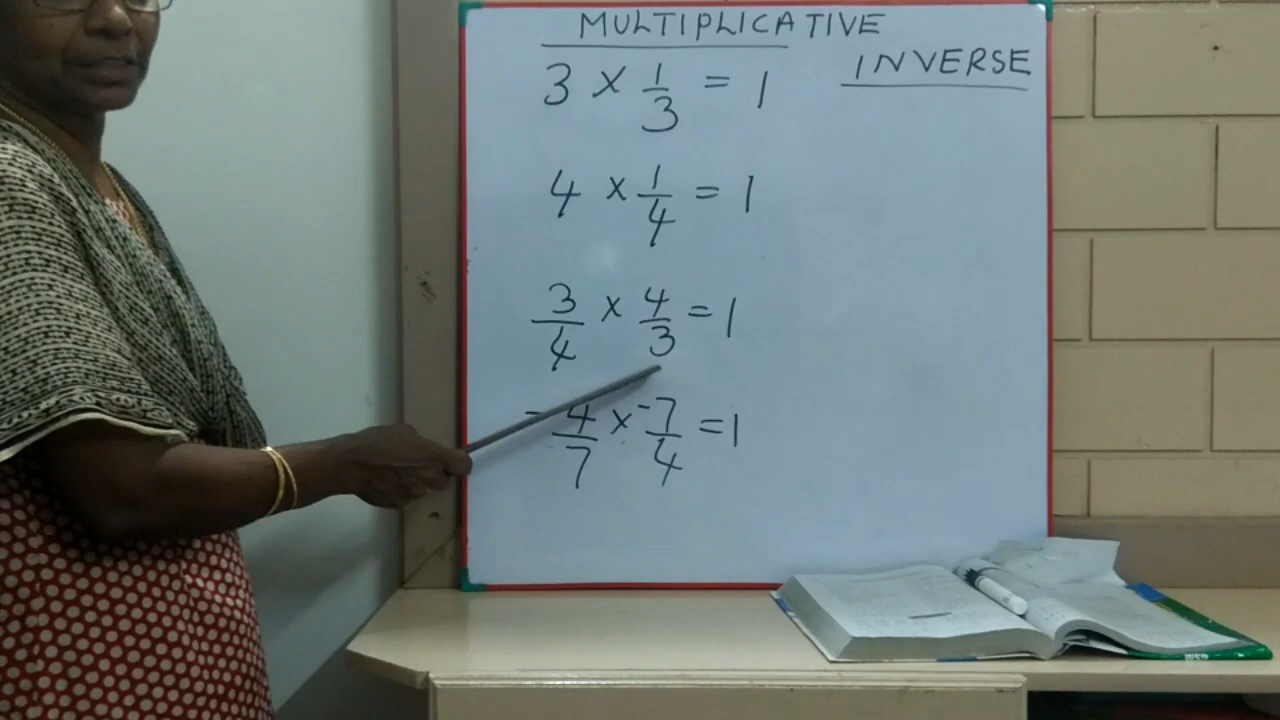 MULTIPLICATIVE
INVERSE
3 × 1/3 = 1
4 × 1/4 = 1
3/4 × 4/3 = 1
-4/7 × -7/4 = 1